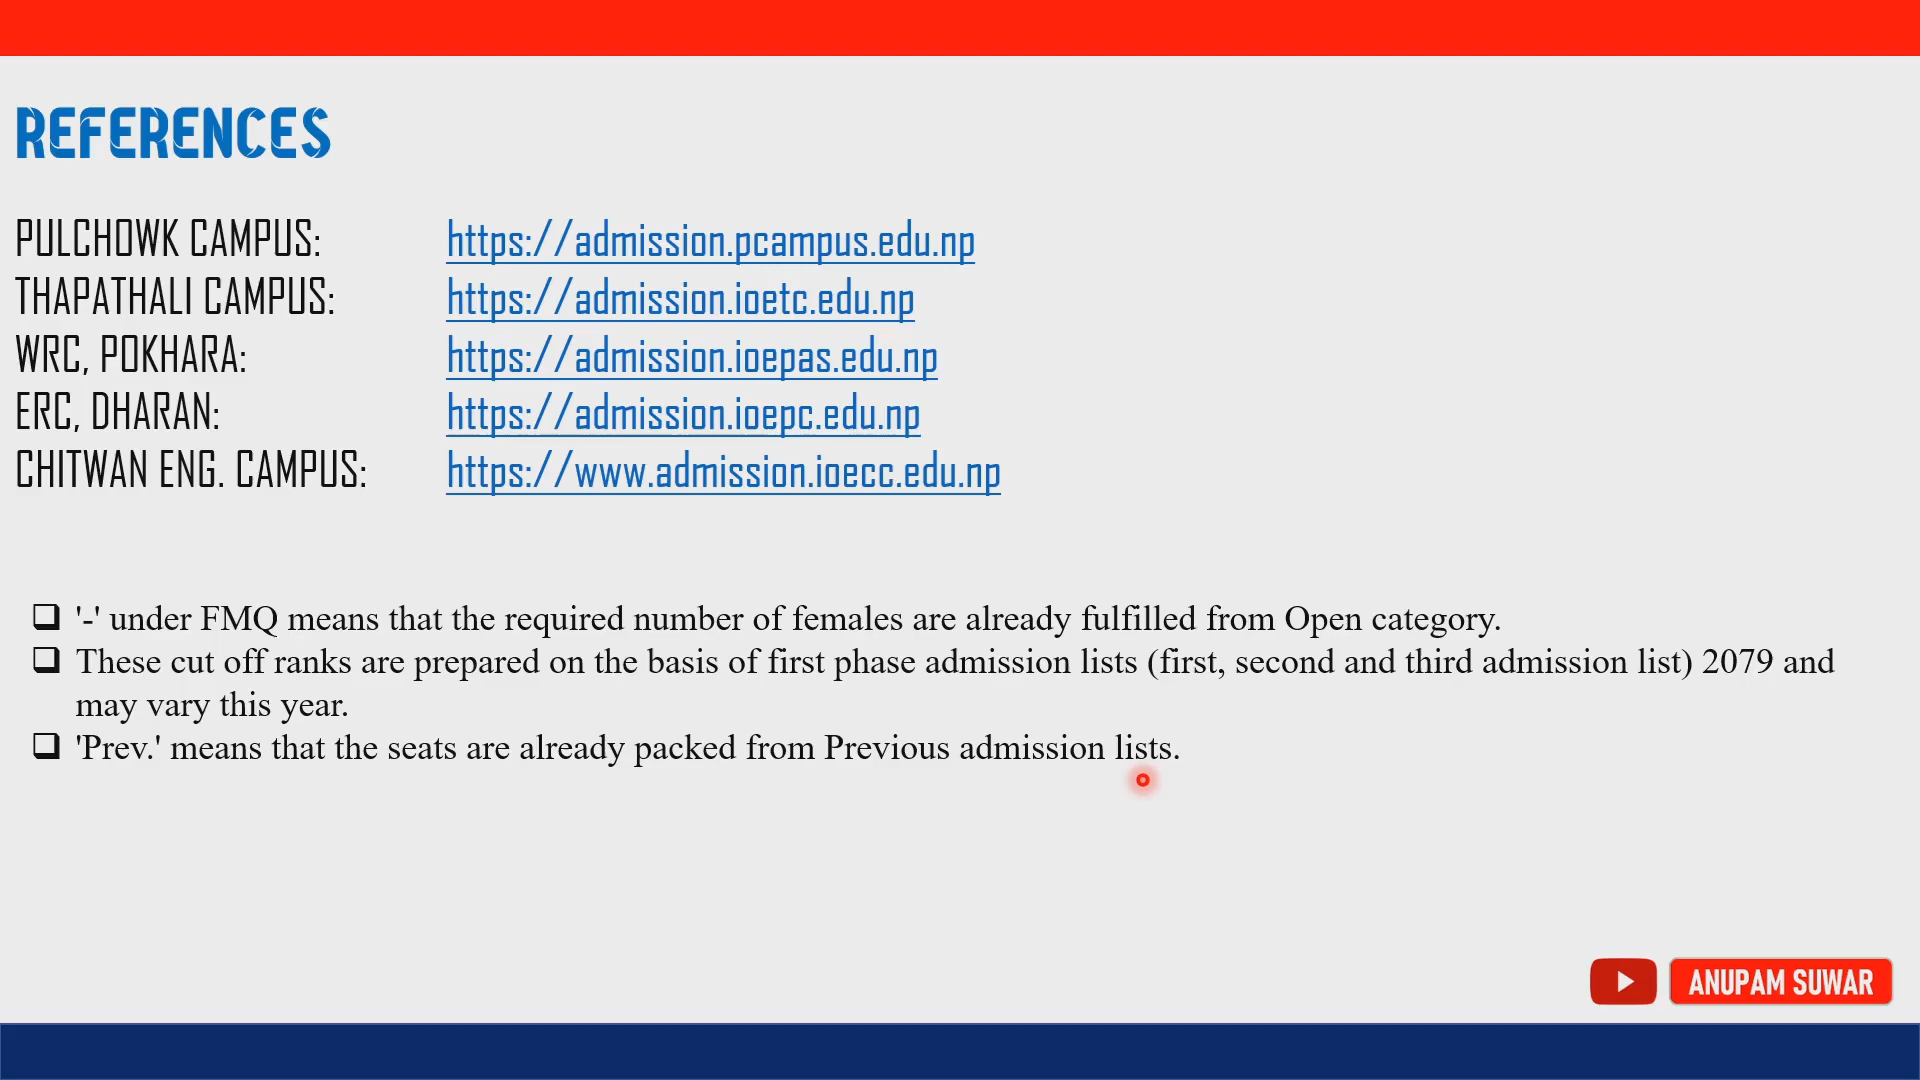 REFERENCES
PULCHOWK CAMPUS: https://admission.pcampus.edu.np
THAPATHALI CAMPUS: https://admission.ioetc.edu.np
WRC, POKHARA: https://admission.ioepas.edu.np
ERC, DHARAN: https://admission.ioepc.edu.np
CHITWAN ENG. CAMPUS: https://www.admission.ioecc.edu.np
'-' under FMQ means that the required number of females are already fulfilled from Open category.
These cut off ranks are prepared on the basis of first phase admission lists (first, second and third admission list) 2079 and
may vary this year.
'Prev.' means that the seats are already packed from Previous admission lists.
ANUPAM SUWAR